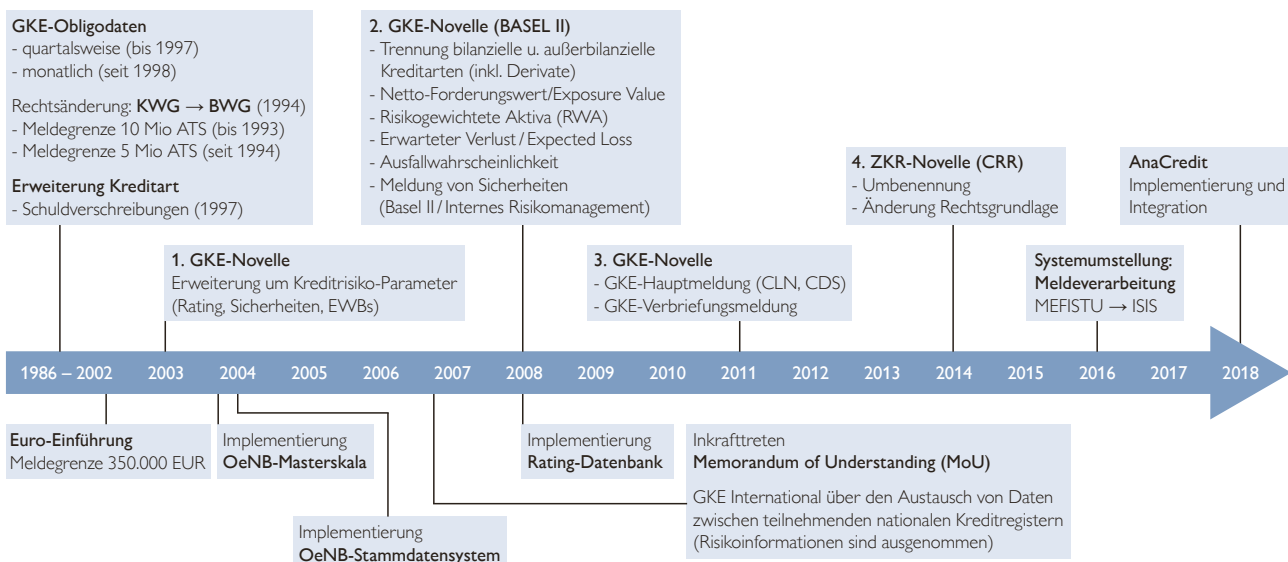 GKE-Obligodaten
- quartalsweise (bis 1997)
- monatlich (seit 1998)
Rechtsänderung: KWG → BWG (1994)
- Meldegrenze 10 Mio ATS (bis 1993)
- Meldegrenze 5 Mio ATS (seit 1994)
Erweiterung Kreditart
- Schuldverschreibungen (1997)
2. GKE-Novelle (BASEL II)
- Trennung bilanzielle u. außerbilanzielle
Kreditarten (inkl. Derivate)
- Netto-Forderungswert/Exposure Value
- Risikogewichtete Aktiva (RWA)
- Erwarteter Verlust / Expected Loss
- Ausfallwahrscheinlichkeit
- Meldung von Sicherheiten
(Basel II / Internes Risikomanagement)
4. ZKR-Novelle (CRR)
- Umbenennung
- Änderung Rechtsgrundlage
AnaCredit
Implementierung und
Integration
1. GKE-Novelle
Erweiterung um Kreditrisiko-Parameter
(Rating, Sicherheiten, EWBs)
3. GKE-Novelle
- GKE-Hauptmeldung (CLN, CDS)
- GKE-Verbriefungsmeldung
Systemumstellung:
Meldeverarbeitung
MEFISTU → ISIS
1986 – 2002 2003 2004 2005 2006 2007 2008 2009 2010 2011 2012 2013 2014 2015 2016 2017 2018
Euro-Einführung
Meldegrenze 350.000 EUR
Implementierung
OeNB-Masterskala
Implementierung
OeNB-Stammdatensystem
Implementierung
Rating-Datenbank
Inkrafttreten
Memorandum of Understanding (MoU)
GKE International über den Austausch von Daten
zwischen teilnehmenden nationalen Kreditregistern
(Risikoinformationen sind ausgenommen)